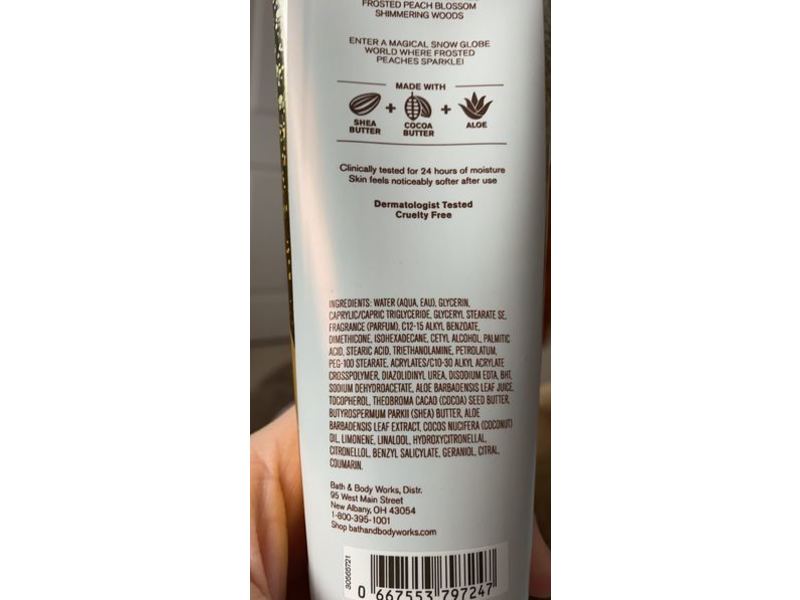 FROSTED PEACH BLOSSOM
SHIMMERING WOODS
ENTER A MAGICAL SNOW GLOBE
WORLD WHERE FROSTED
PEACHES SPARKLE!
MADE WITH
SHEA BUTTER + COCOA BUTTER + ALOE
Clinically tested for 24 hours of moisture
Skin feels noticeably softer after use
Dermatologist Tested
Cruelty Free
INGREDIENTS: WATER (AQUA, EAU), GLYCERIN,
CAPRYLIC/CAPRIC TRIGLYCERIDE, GLYCERYL STEARATE SE,
FRAGRANCE (PARFUM), C12-15 ALKYL BENZOATE,
DIMETHICONE, ISOHEXADECANE, CETYL ALCOHOL, PALMITIC
ACID, STEARIC ACID, TRIETHANOLAMINE, PETROLATUM,
PEG-100 STEARATE, ACRYLATES/C10-30 ALKYL ACRYLATE
CROSSPOLYMER, DIAZOLIDINYL UREA, DISODIUM EDTA, BHT,
SODIUM DEHYDROACETATE, ALOE BARBADENSIS LEAF JUICE,
TOCOPHEROL, THEOBROMA CACAO (COCOA) SEED BUTTER,
BUTYROSPERMUM PARKII (SHEA) BUTTER, ALOE
BARBADENSIS LEAF EXTRACT, COCOS NUCIFERA (COCONUT)
OIL, LIMONENE, LINALOOL, HYDROXYCITRONELLAL,
CITRONELLOL, BENZYL SALICYLATE, GERANIOL, CITRAL,
COUMARIN.
Bath & Body Works, Distr.
95 West Main Street
New Albany, OH 43054
1-800-395-1001
Shop bathandbodyworks.com
30565721
0 667553 797247